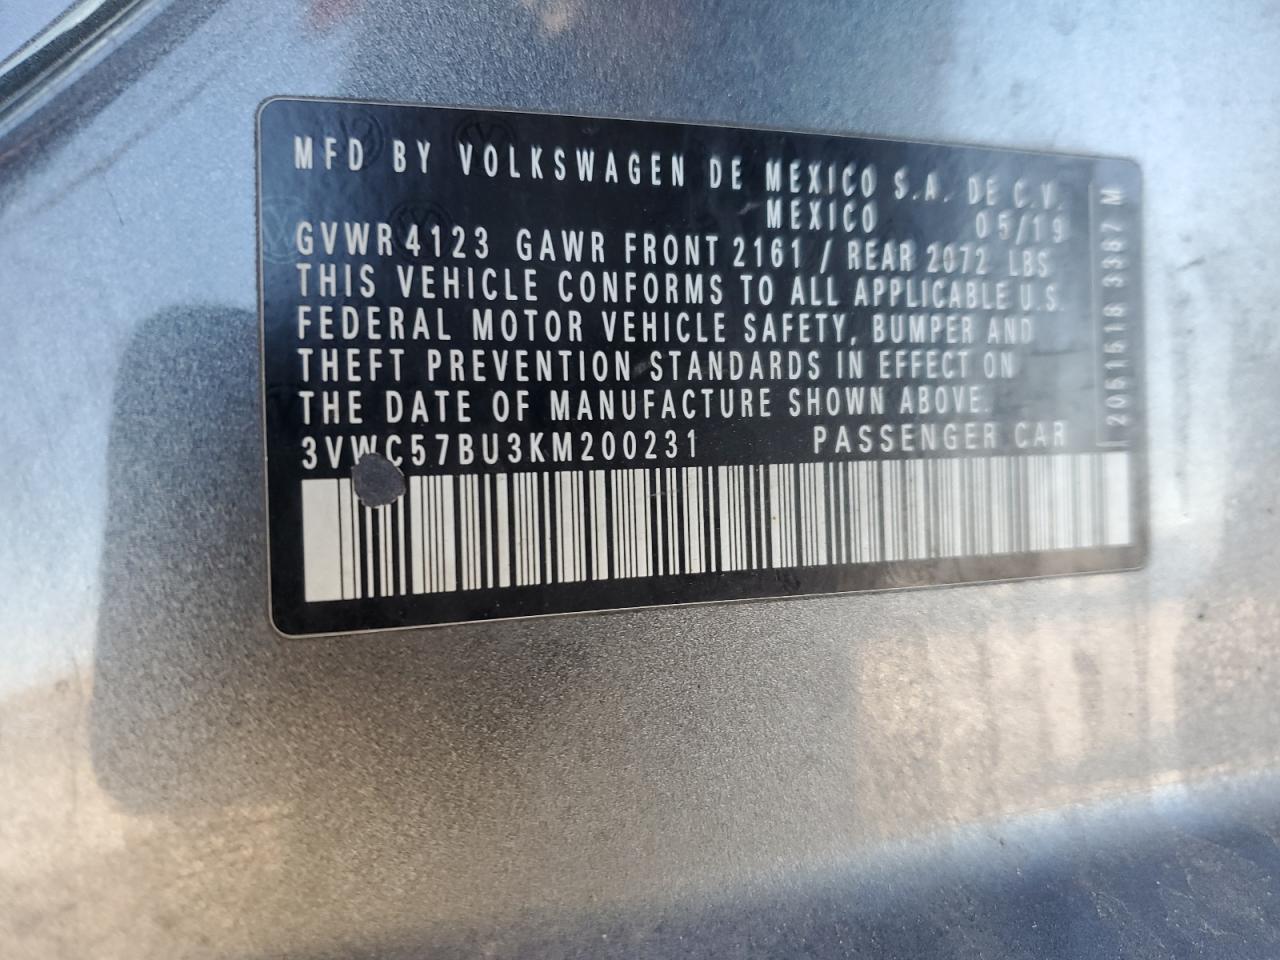 MFD BY VOLKSWAGEN DE MEXICO S.A. DE C.V.
MEXICO 05/19
GVWR 4123 GAWR FRONT 2161 / REAR 2072 LBS
THIS VEHICLE CONFORMS TO ALL APPLICABLE U.S.
FEDERAL MOTOR VEHICLE SAFETY, BUMPER AND
THEFT PREVENTION STANDARDS IN EFFECT ON
THE DATE OF MANUFACTURE SHOWN ABOVE.
3VWC57BU3KM200231 PASSENGER CAR
2061518 3387 M